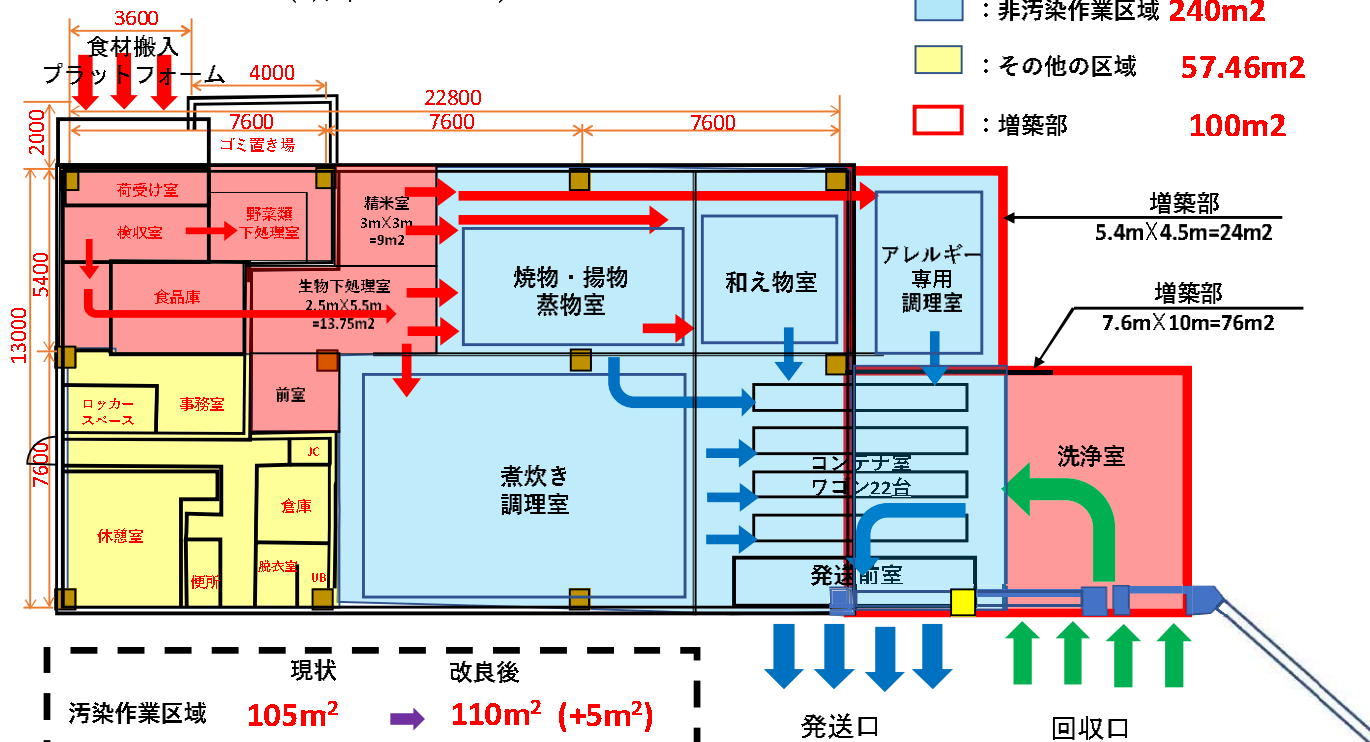 ：非汚染作業区域 240m2
3600
食材搬入
プラットフォーム
：その他の区域 57.46m2
4000
22800
：増築部 100m2
7600
7600
7600
2000
ゴミ置き場
荷受け室
検収室
野菜類
下処理室
精米室
3m×3m
=9m2
増築部
5.4m×4.5m=24m2
アレルギー
専用
調理室
焼物・揚物
蒸物室
和え物室
5400
13000
食品庫
生物下処理室
2.5m×5.5m
=13.75m2
増築部
7.6m×10m=76m2
前室
ロッカー
スペース
事務室
JC
7600
洗浄室
コンテナ室
ワコン22台
煮炊き
調理室
倉庫
休憩室
便所
脱衣室
UB
発送前室
現状
改良後
汚染作業区域
105m²
110m² (+5m²)
発送口
回収口